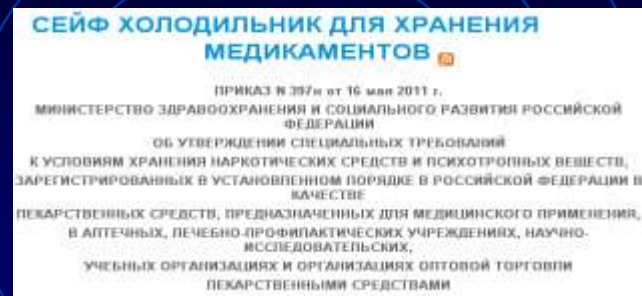 СЕЙФ ХОЛОДИЛЬНИК ДЛЯ ХРАНЕНИЯ
МЕДИКАМЕНТОВ
ПРИКАЗ N 397н от 16 мая 2011 г.
МИНИСТЕРСТВО ЗДРАВООХРАНЕНИЯ И СОЦИАЛЬНОГО РАЗВИТИЯ РОССИЙСКОЙ
ФЕДЕРАЦИИ
ОБ УТВЕРЖДЕНИИ СПЕЦИАЛЬНЫХ ТРЕБОВАНИЙ
К УСЛОВИЯМ ХРАНЕНИЯ НАРКОТИЧЕСКИХ СРЕДСТВ И ПСИХОТРОПНЫХ ВЕЩЕСТВ,
ЗАРЕГИСТРИРОВАННЫХ В УСТАНОВЛЕННОМ ПОРЯДКЕ В РОССИЙСКОЙ ФЕДЕРАЦИИ В
КАЧЕСТВЕ
ЛЕКАРСТВЕННЫХ СРЕДСТВ, ПРЕДНАЗНАЧЕННЫХ ДЛЯ МЕДИЦИНСКОГО ПРИМЕНЕНИЯ,
В АПТЕЧНЫХ, ЛЕЧЕБНО-ПРОФИЛАКТИЧЕСКИХ УЧРЕЖДЕНИЯХ, НАУЧНО-
ИССЛЕДОВАТЕЛЬСКИХ,
УЧЕБНЫХ ОРГАНИЗАЦИЯХ И ОРГАНИЗАЦИЯХ ОПТОВОЙ ТОРГОВЛИ
ЛЕКАРСТВЕННЫМИ СРЕДСТВАМИ